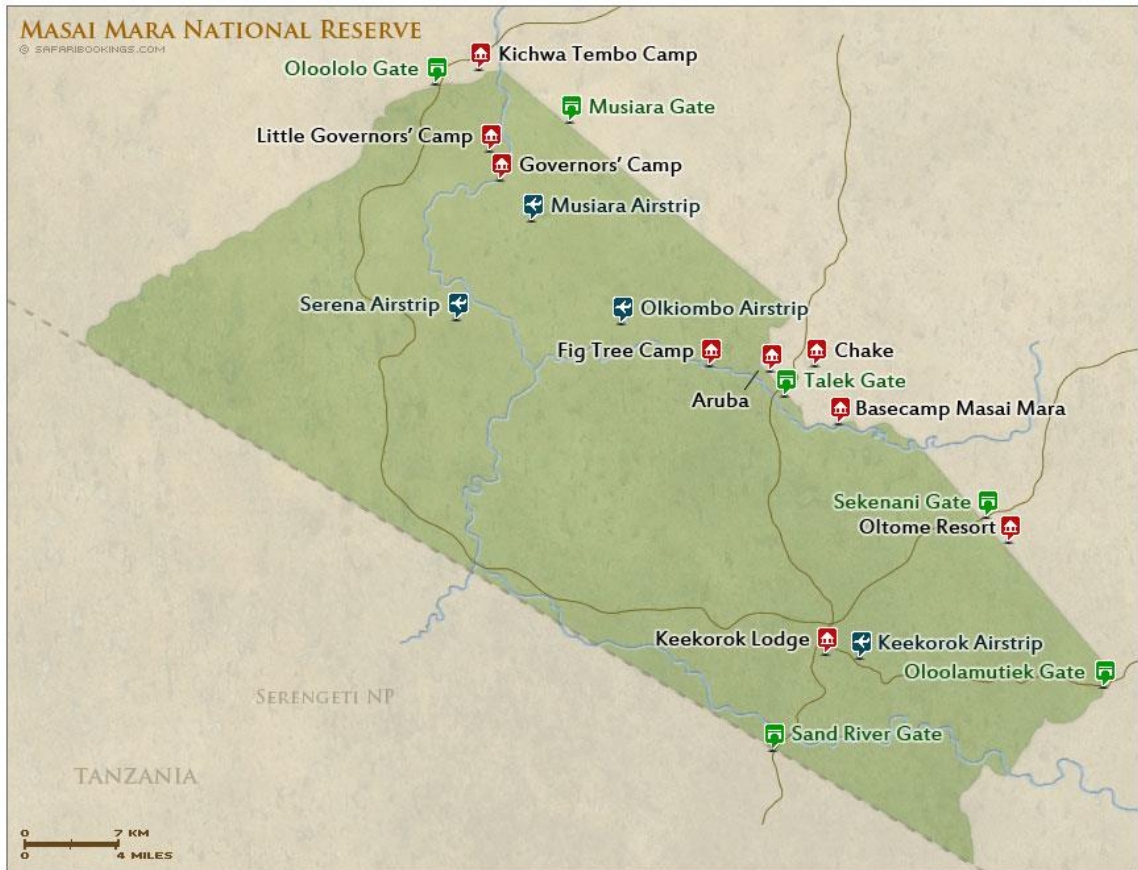 MASAI MARA NATIONAL RESERVE
© SAFARIBOOKINGS.COM
Kichwa Tembo Camp
Oloololo Gate
Musiara Gate
Little Governors' Camp
Governors' Camp
Musiara Airstrip
Serena Airstrip
Olkiombo Airstrip
Fig Tree Camp
Chake
Talek Gate
Aruba
Basecamp Masai Mara
Sekenani Gate
Oltome Resort
Keekorok Lodge
Keekorok Airstrip
Oloolamutiek Gate
SERENGETI NP
Sand River Gate
TANZANIA
0 7 KM
0 4 MILES